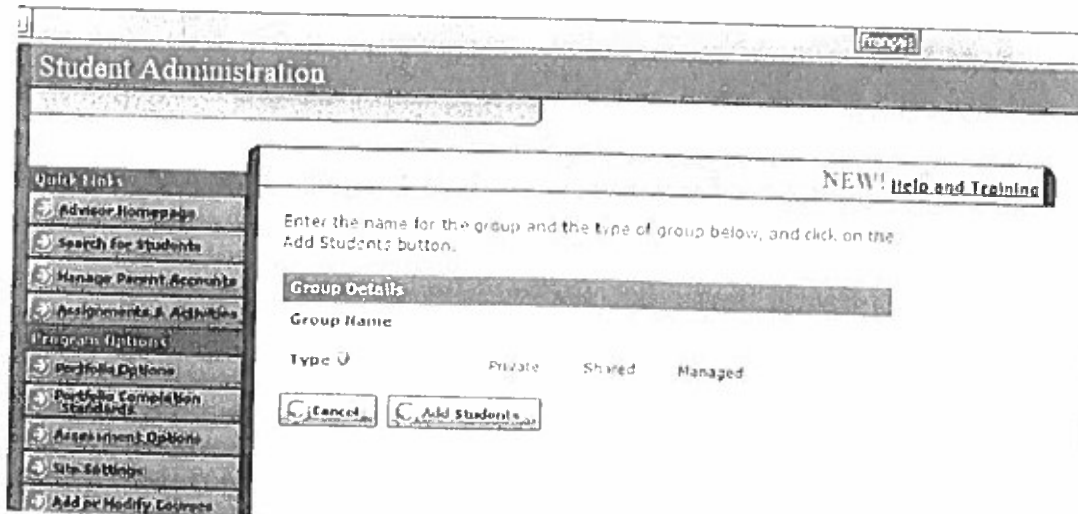 Français
Student Administration
NEW! Help and Training
Quick Links
Advisor Homepage
Search for Students
Manage Parent Accounts
Assignments & Activities
Program Options
Portfolio Options
Portfolio Completion
Standards
Assessment Options
Site Settings
Add or Modify Courses
Enter the name for the group and the type of group below, and click on the
Add Students button.
Group Details
Group Name
Type
Private Shared Managed
Cancel Add Students